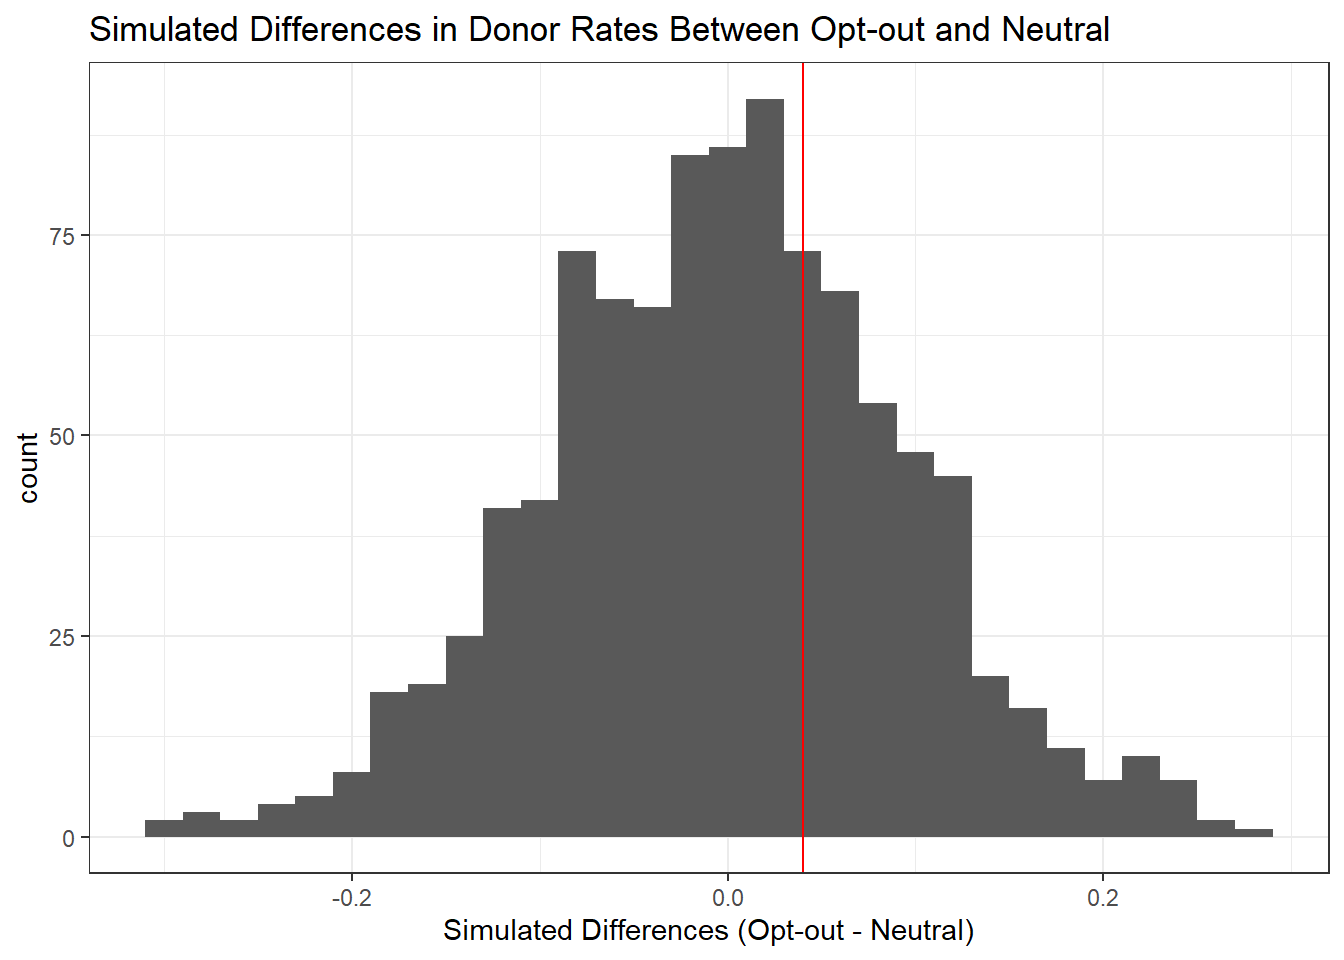 Simulated Differences in Donor Rates Between Opt-out and Neutral
count
75
50
25
0
-0.2
0.0
0.2
Simulated Differences (Opt-out - Neutral)